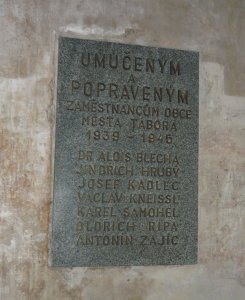 UMUČENÝM
A
POPRAVENÝM
ZAMĚSTNANCŮM OBCE
MĚSTA TÁBORA
1939 - 1945
DR ALOIS BLECHA
JINDŘICH HRUBÝ
JOSEF KADLEC
VÁCLAV KNEISSL
KAREL SAMOHEL
OLDŘICH ŘÍPA
ANTONÍN ZAJÍC